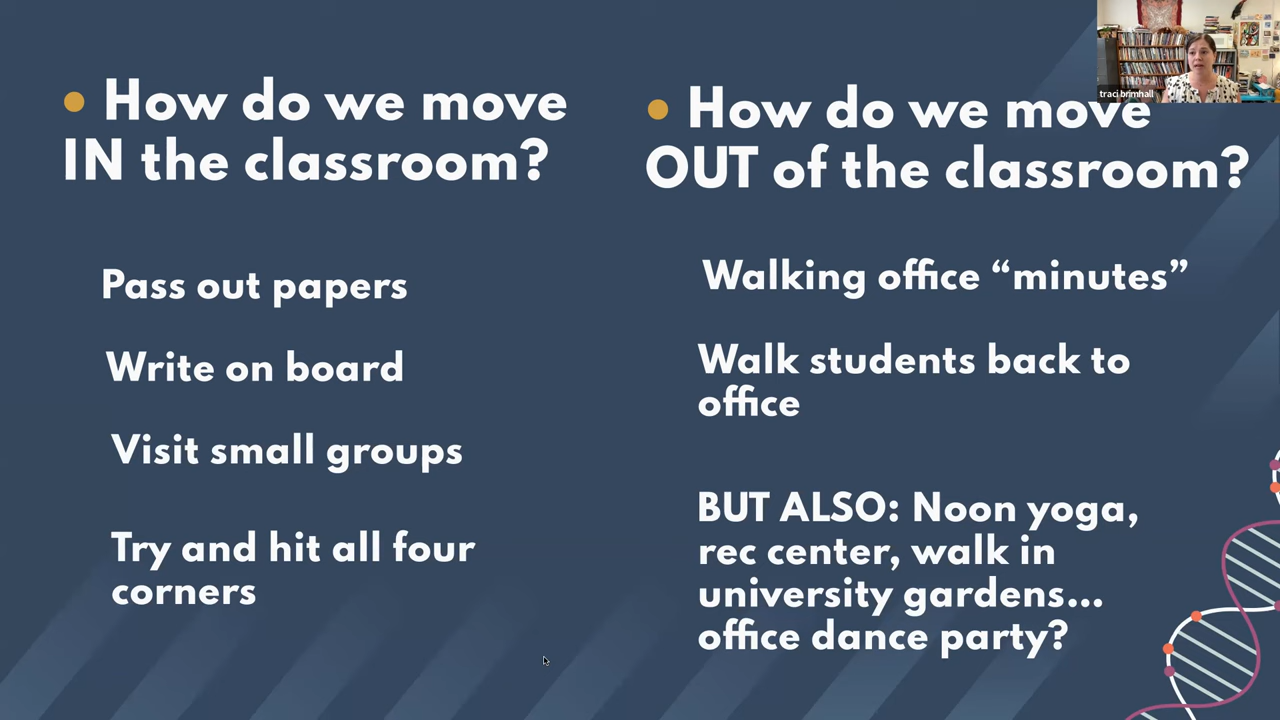 How do we move
IN the classroom?
Pass out papers
Write on board
Visit small groups
Try and hit all four
corners
How do we move
OUT of the classroom?
Walking office “minutes”
Walk students back to
office
BUT ALSO: Noon yoga,
rec center, walk in
university gardens...
office dance party?
traci brimhall